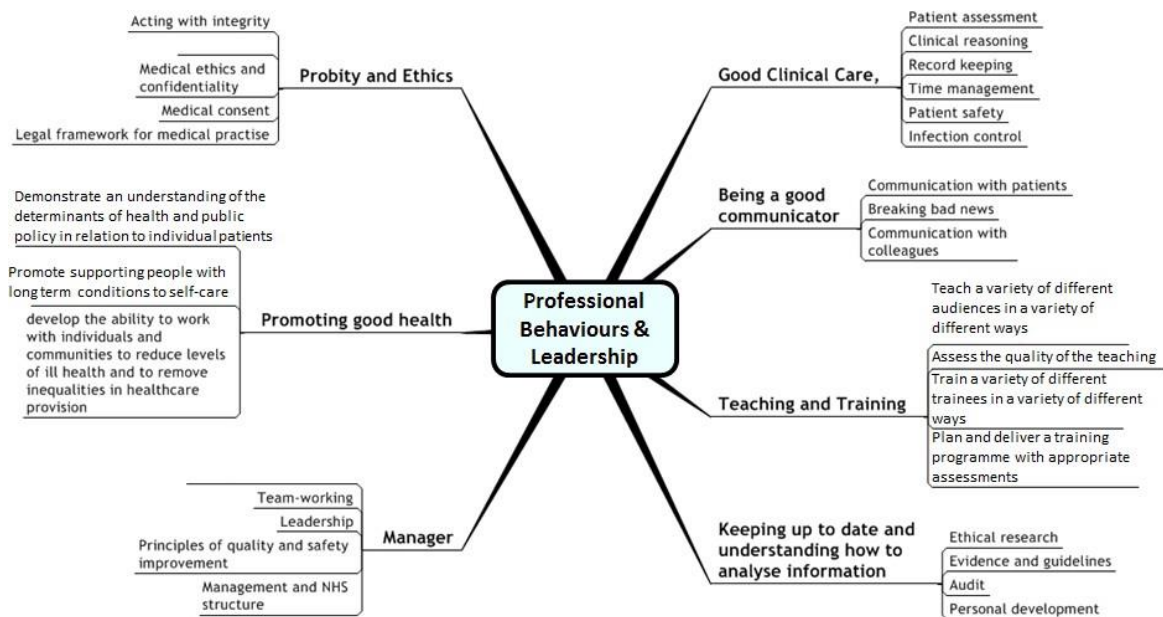 Professional
Behaviours &
Leadership
Probity and Ethics
Acting with integrity
Medical ethics and
confidentiality
Medical consent
Legal framework for medical practise
Promoting good health
Demonstrate an understanding of the
determinants of health and public
policy in relation to individual patients
Promote supporting people with
long term conditions to self-care
develop the ability to work
with individuals and
communities to reduce levels
of ill health and to remove
inequalities in healthcare
provision
Manager
Team-working
Leadership
Principles of quality and safety
improvement
Management and NHS
structure
Good Clinical Care,
Patient assessment
Clinical reasoning
Record keeping
Time management
Patient safety
Infection control
Being a good
communicator
Communication with patients
Breaking bad news
Communication with
colleagues
Teaching and Training
Teach a variety of different
audiences in a variety of
different ways
Assess the quality of the teaching
Train a variety of different
trainees in a variety of different
ways
Plan and deliver a training
programme with appropriate
assessments
Keeping up to date and
understanding how to
analyse information
Ethical research
Evidence and guidelines
Audit
Personal development